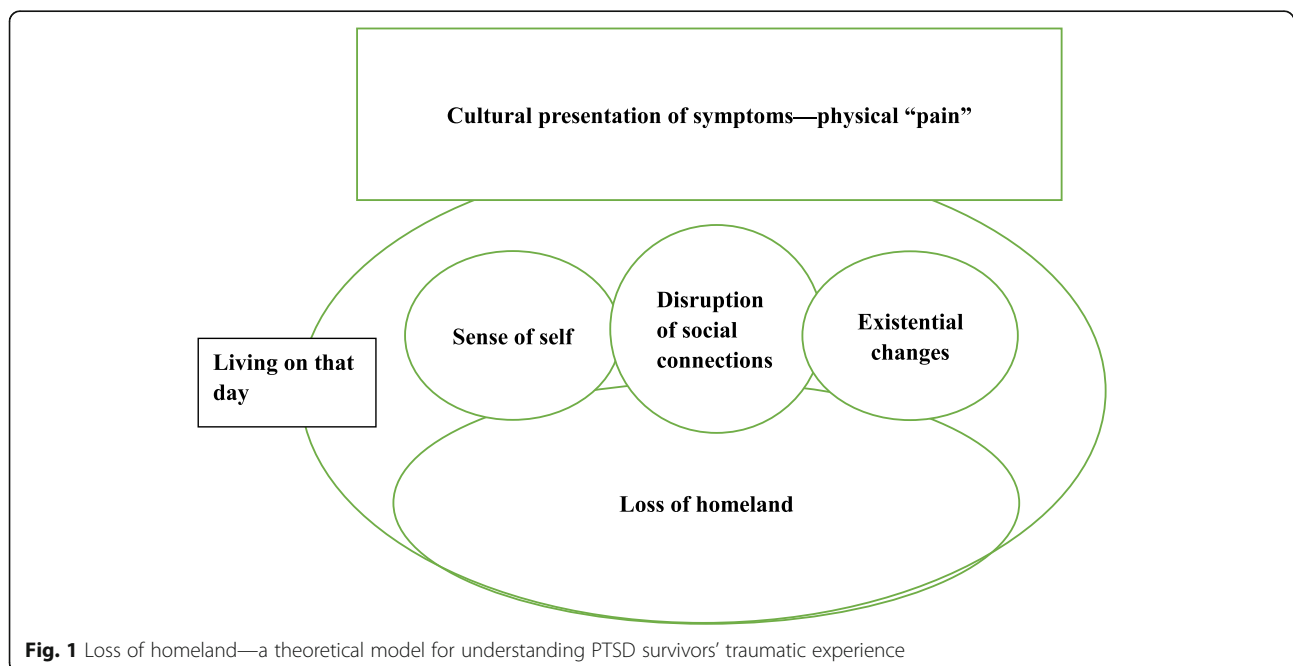 Cultural presentation of symptoms—physical “pain”
Sense of self
Disruption
of social
connections
Existential
changes
Living on that
day
Loss of homeland
Fig. 1 Loss of homeland—a theoretical model for understanding PTSD survivors’ traumatic experience